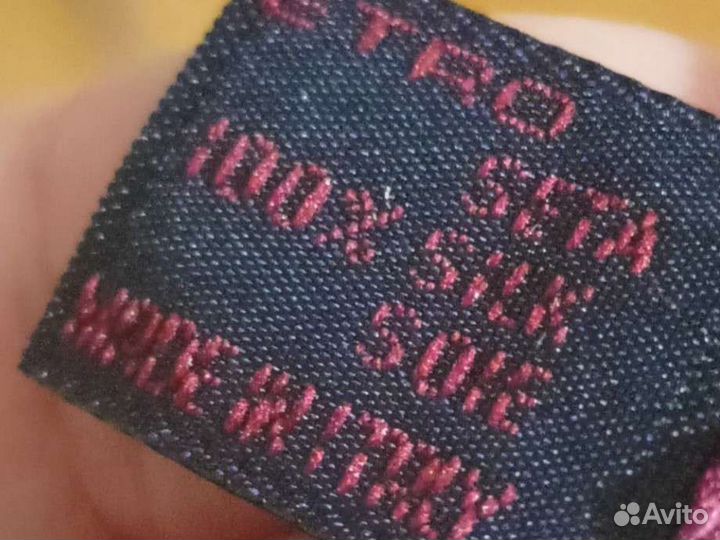 ETRO
SETA
100% SILK
SOIE
MADE IN ITALY
Avito